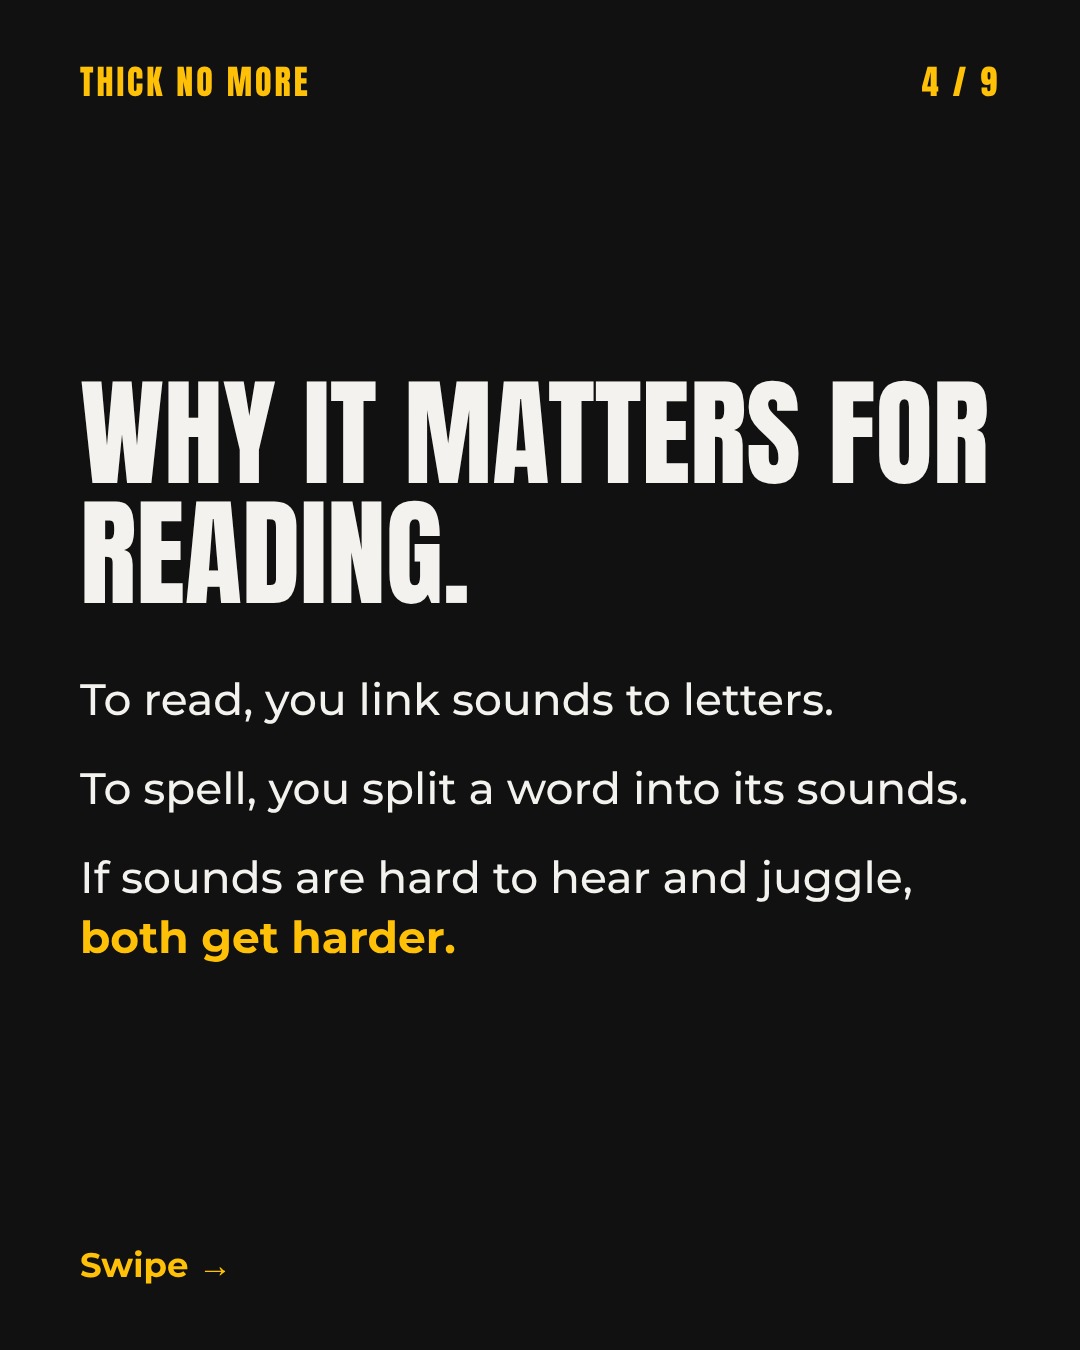 THICK NO MORE
4 / 9
WHY IT MATTERS FOR
READING.
To read, you link sounds to letters.
To spell, you split a word into its sounds.
If sounds are hard to hear and juggle,
both get harder.
Swipe →